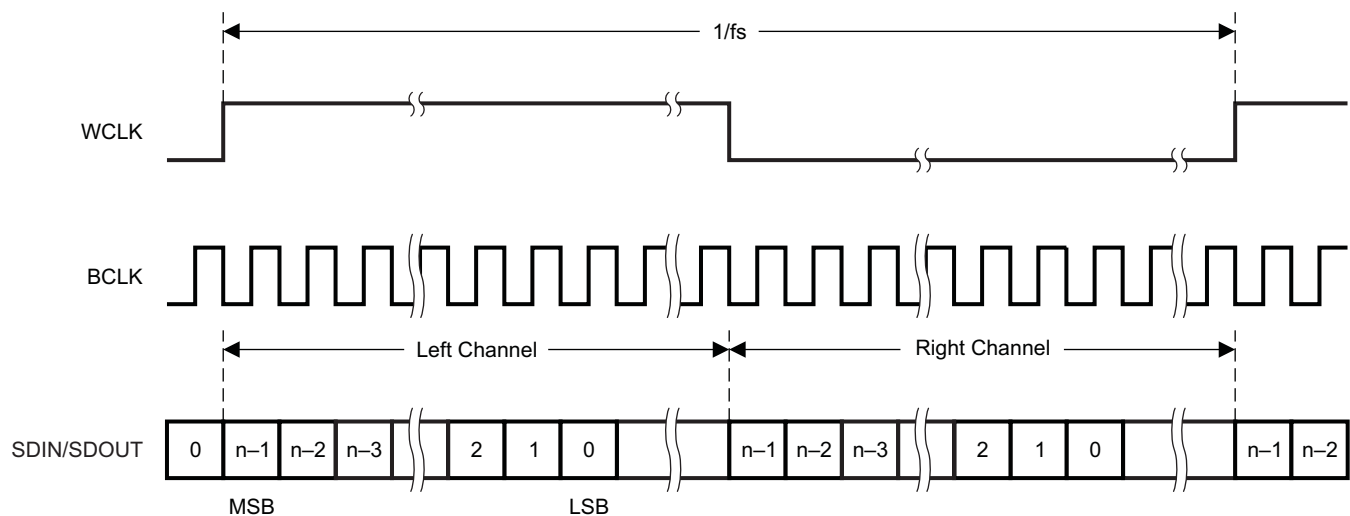 1/fs
WCLK
BCLK
Left Channel Right Channel
SDIN/SDOUT 0 n–1 n–2 n–3 2 1 0 n–1 n–2 n–3 2 1 0 n–1 n–2
MSB LSB